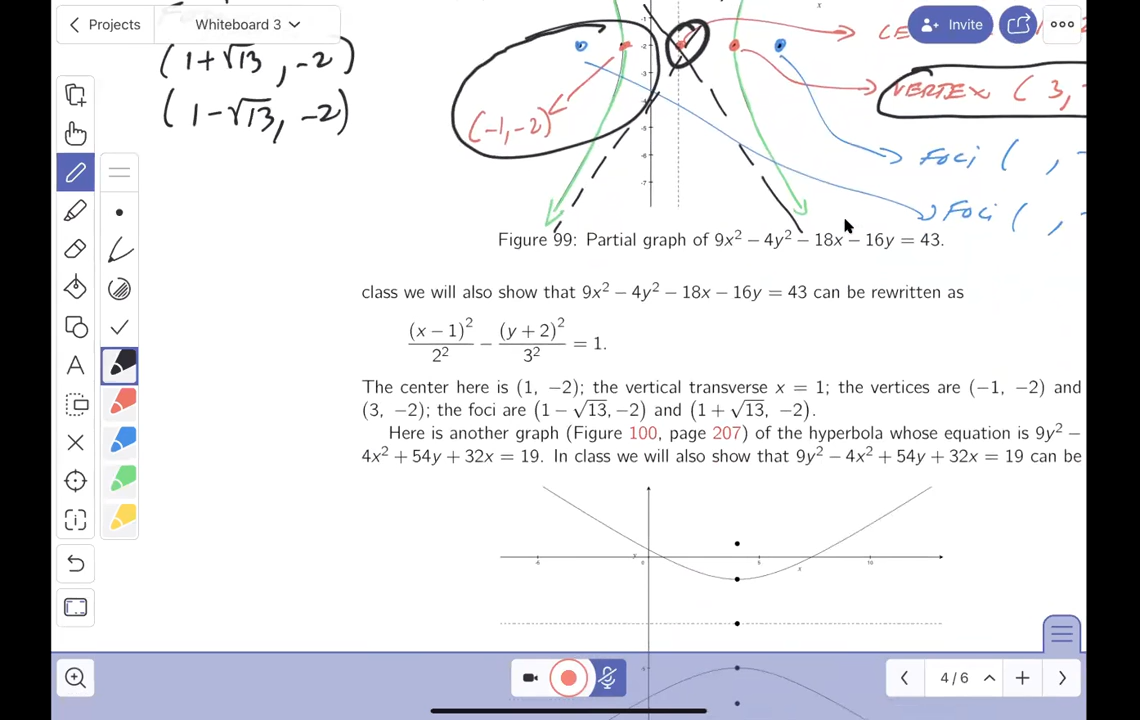 Projects
Whiteboard 3
Invite
(1+√13, -2)
(1-√13, -2)
(-1,-2)
VERTEX ( 3,
Foci ( ,
Foci ( ,
Figure 99: Partial graph of 9x² − 4y² − 18x − 16y = 43.
class we will also show that 9x² − 4y² − 18x − 16y = 43 can be rewritten as
(x − 1)²/2² − (y + 2)²/3² = 1.
The center here is (1, −2); the vertical transverse x = 1; the vertices are (−1, −2) and
(3, −2); the foci are (1 − √13, −2) and (1 + √13, −2).
Here is another graph (Figure 100, page 207) of the hyperbola whose equation is 9y² −
4x² + 54y + 32x = 19. In class we will also show that 9y² − 4x² + 54y + 32x = 19 can be
4/6